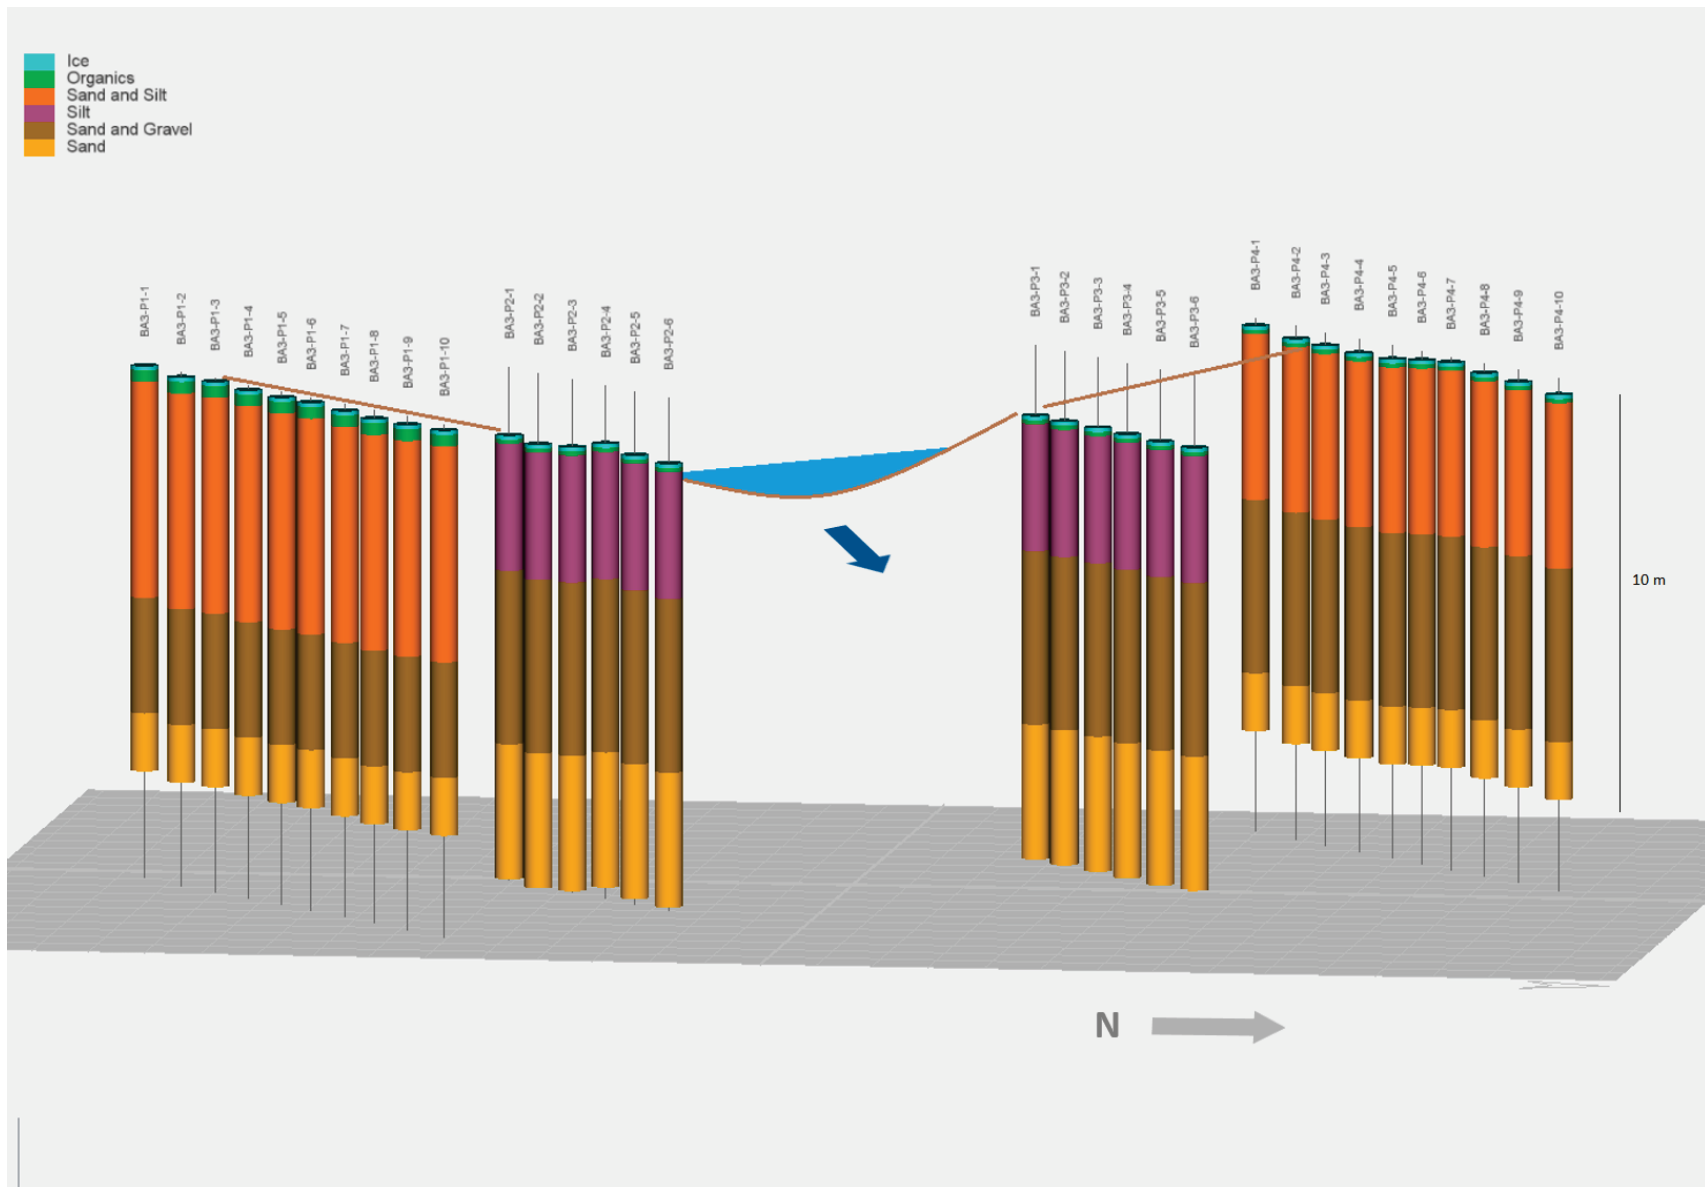 Ice
Organics
Sand and Silt
Silt
Sand and Gravel
Sand
BA3-P1-1
BA3-P1-2
BA3-P1-3
BA3-P1-4
BA3-P1-5
BA3-P1-6
BA3-P1-7
BA3-P1-8
BA3-P1-9
BA3-P1-10
BA3-P2-1
BA3-P2-2
BA3-P2-3
BA3-P2-4
BA3-P2-5
BA3-P2-6
BA3-P3-1
BA3-P3-2
BA3-P3-3
BA3-P3-4
BA3-P3-5
BA3-P3-6
BA3-P4-1
BA3-P4-2
BA3-P4-3
BA3-P4-4
BA3-P4-5
BA3-P4-6
BA3-P4-7
BA3-P4-8
BA3-P4-9
BA3-P4-10
10 m
N